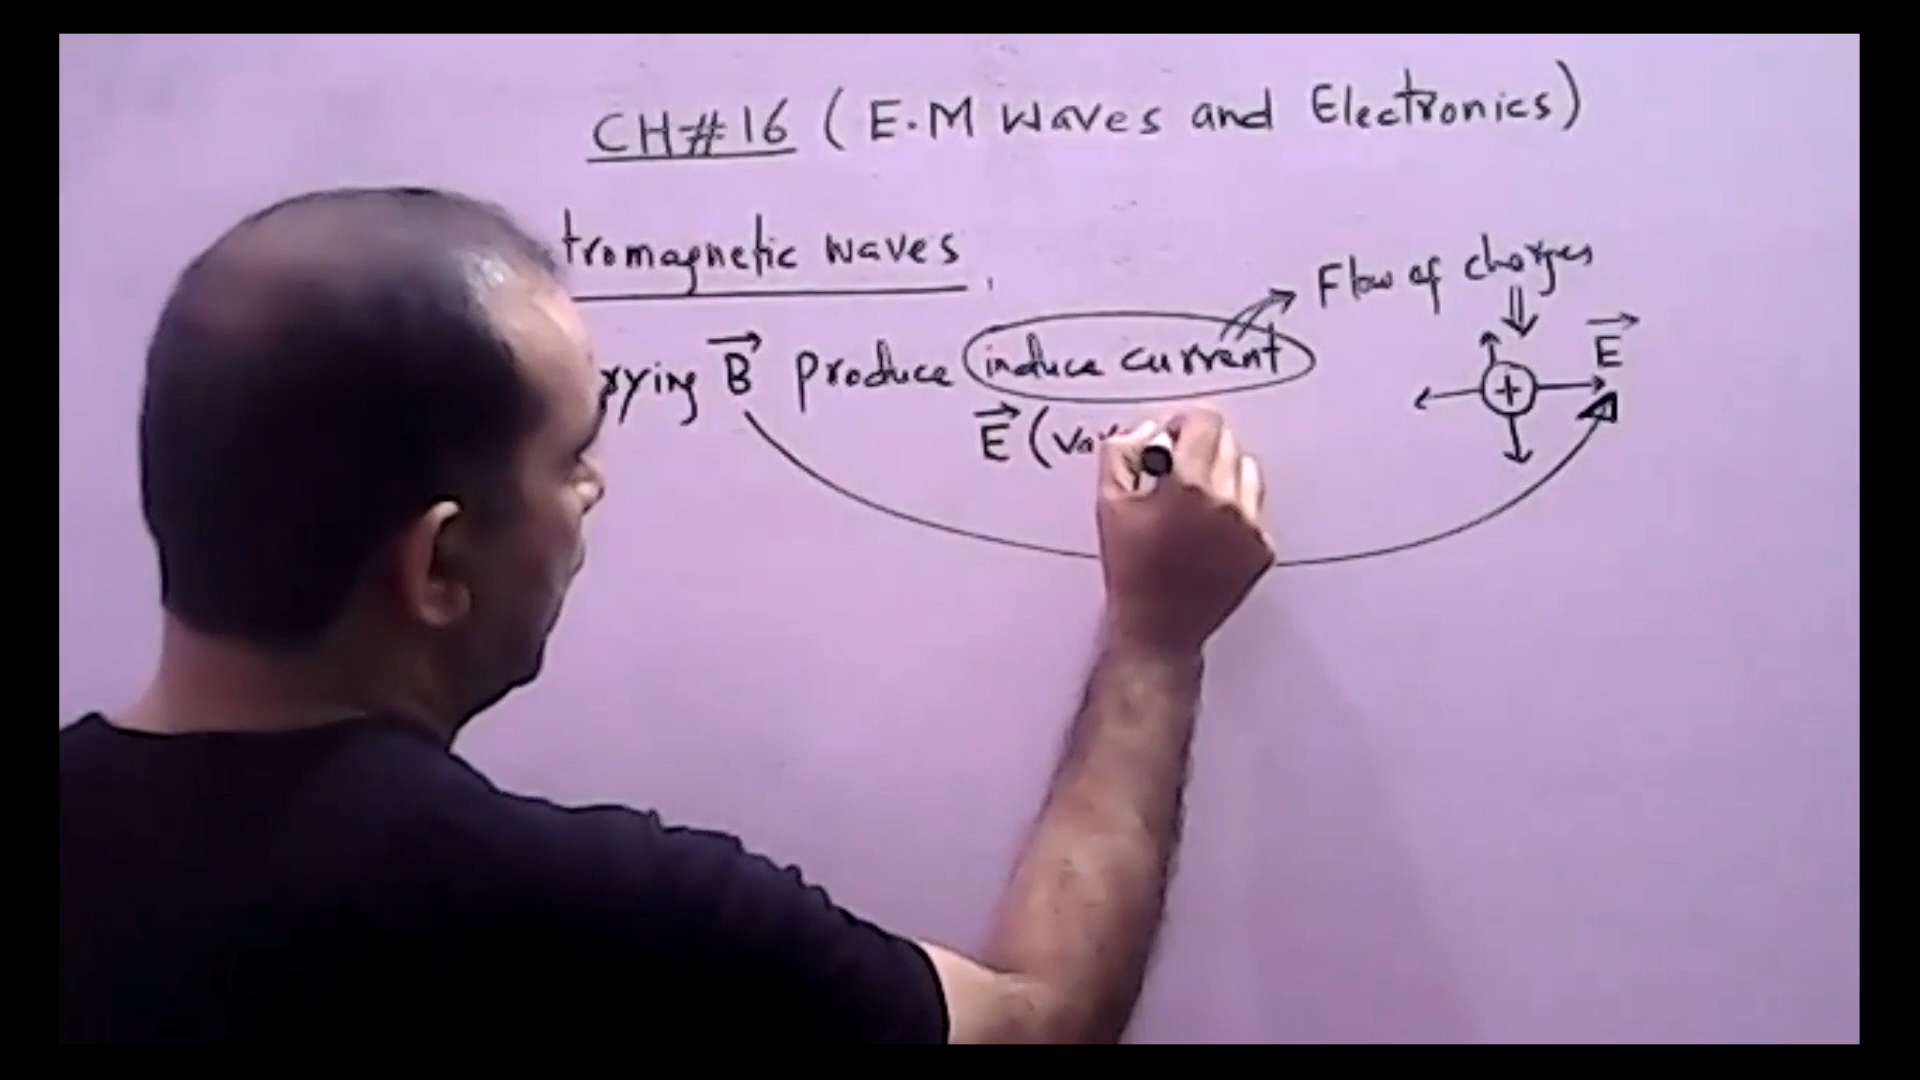 CH#16 (E.M Waves and Electronics)
tromagnetic waves
Flow of charges
rying B produce induce current
E
+
E (va